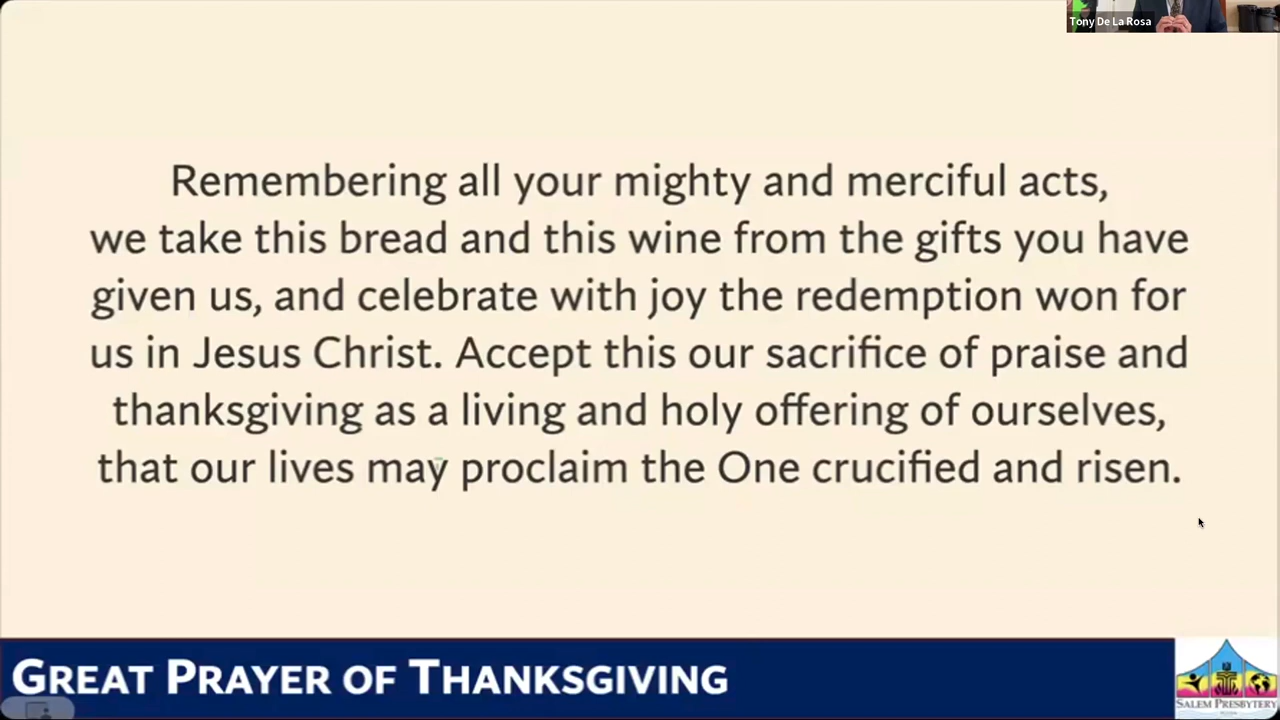 Tony De La Rosa
Remembering all your mighty and merciful acts,
we take this bread and this wine from the gifts you have
given us, and celebrate with joy the redemption won for
us in Jesus Christ. Accept this our sacrifice of praise and
thanksgiving as a living and holy offering of ourselves,
that our lives may proclaim the One crucified and risen.
GREAT PRAYER OF THANKSGIVING
SALEM PRESBYTERY